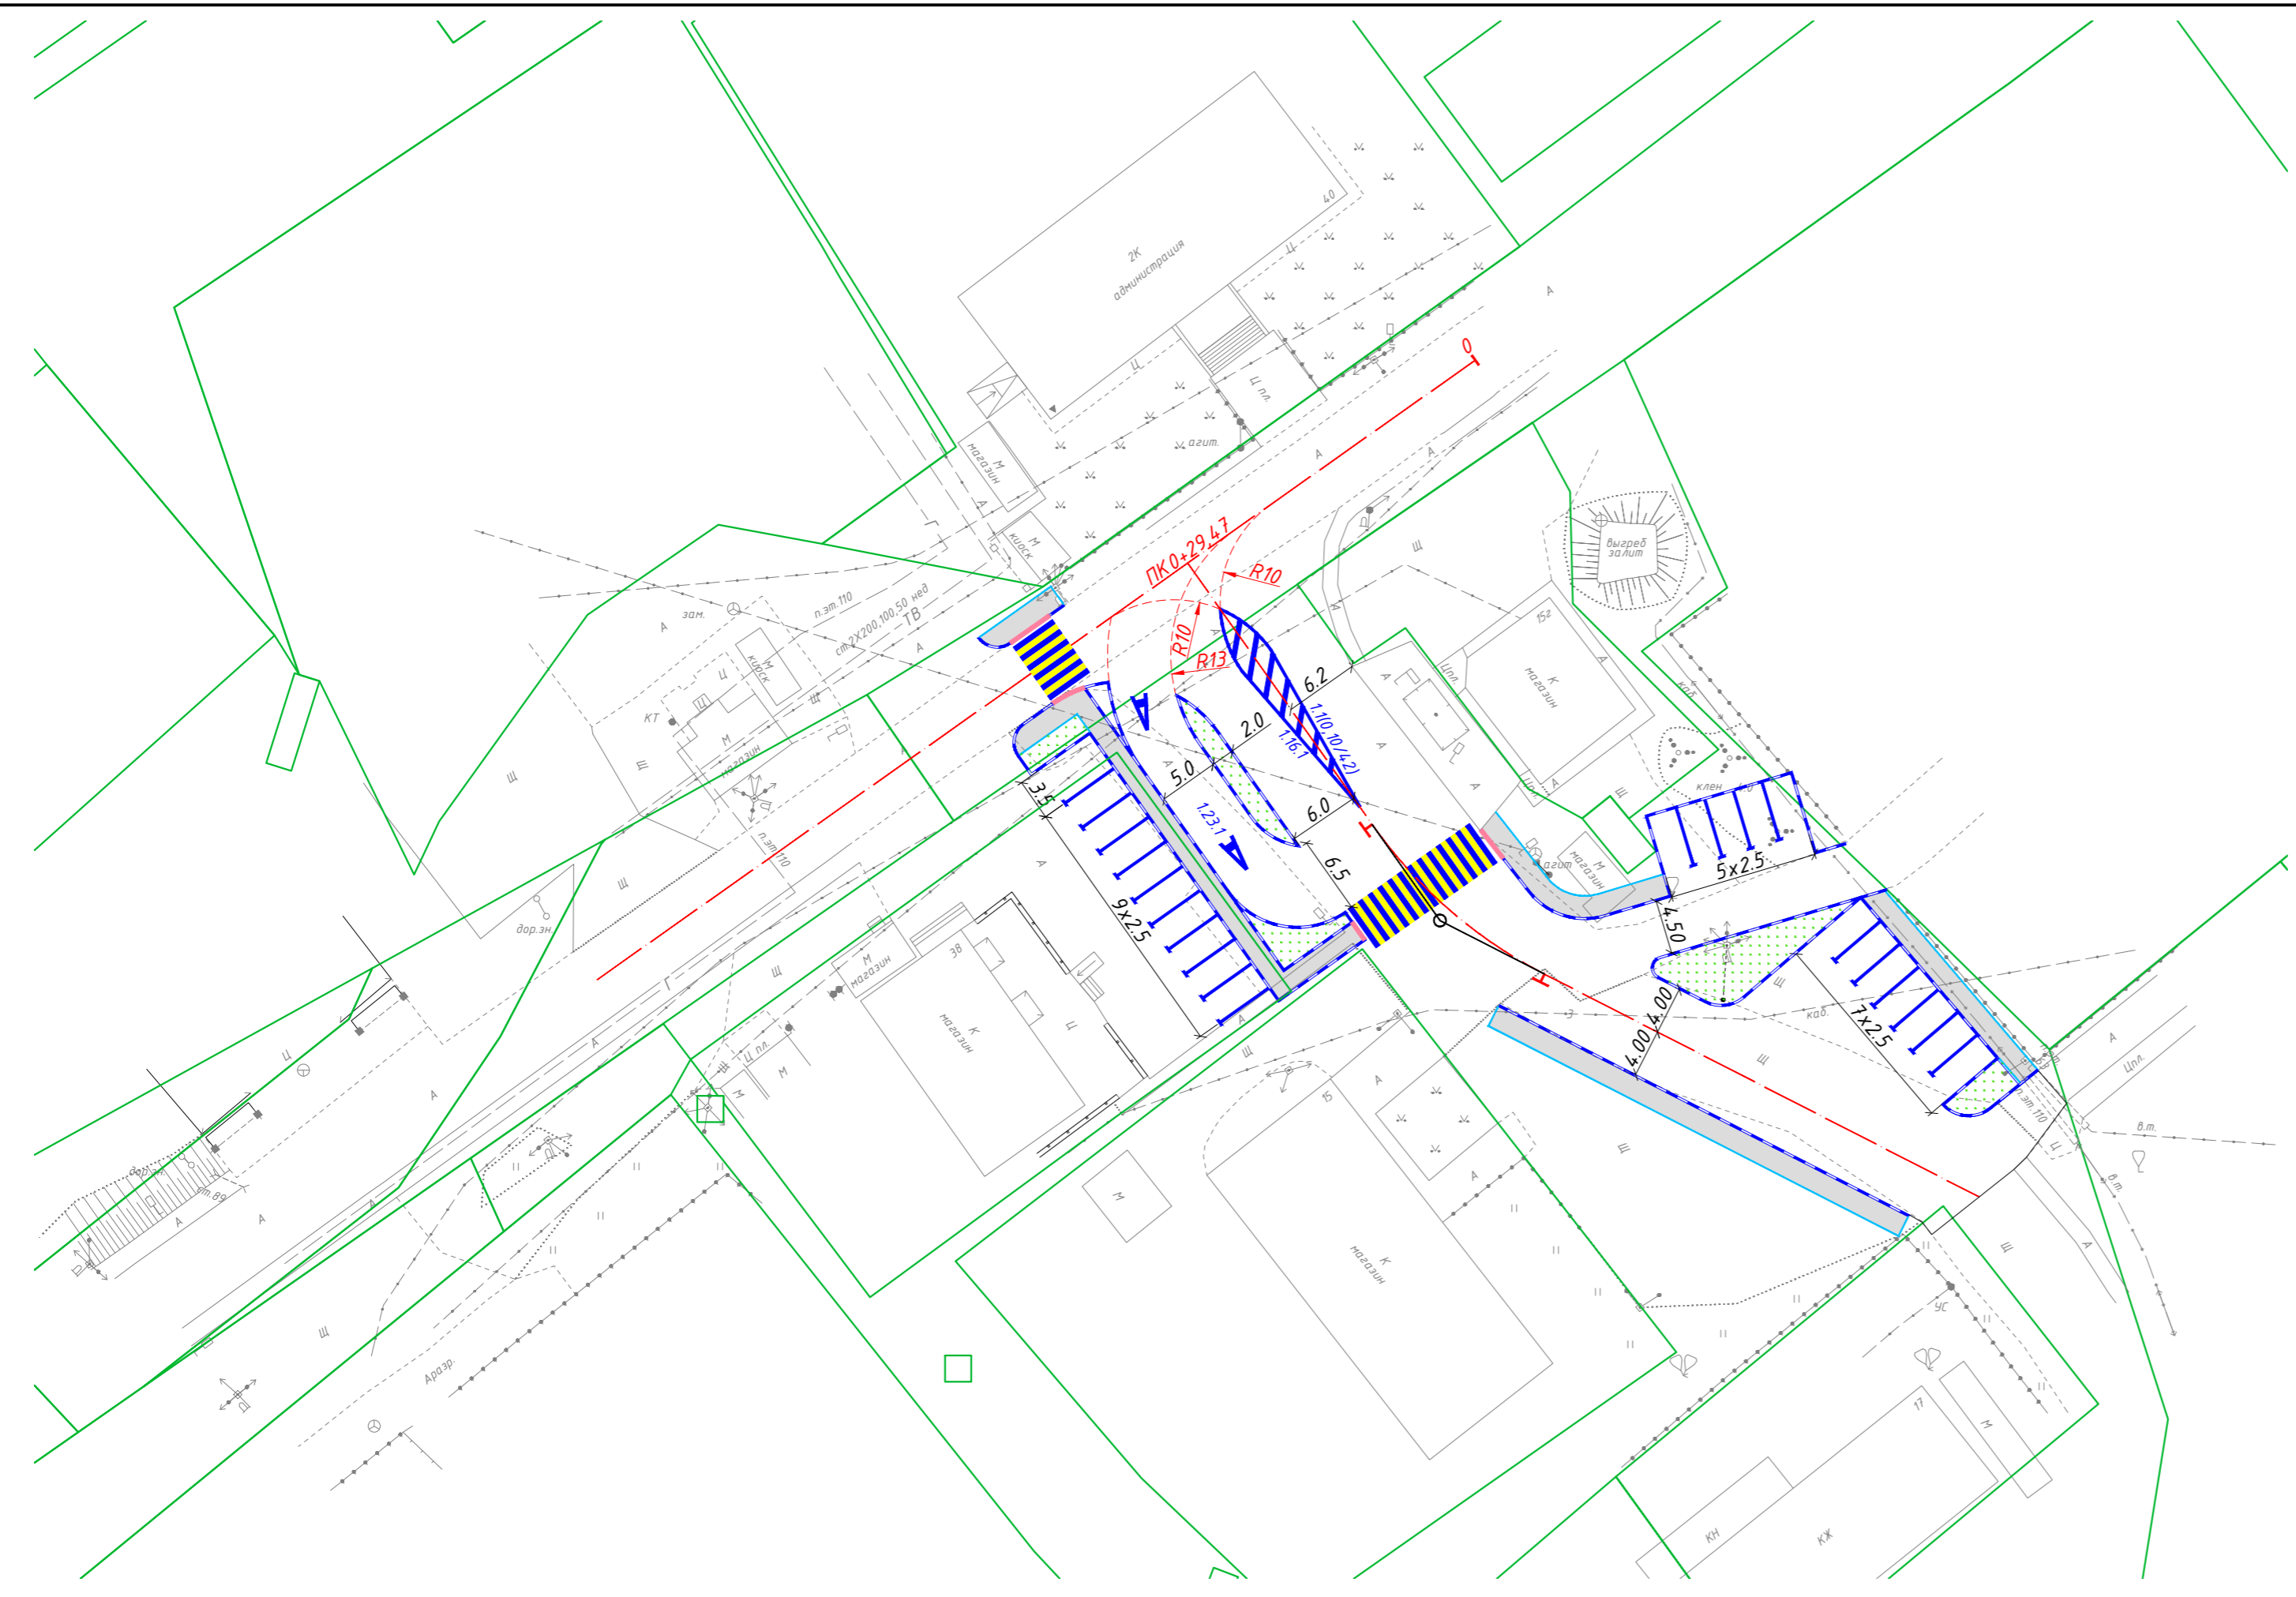 40
2К
администрация
Ц
Ц
Ц пл.
0
А
А
А
агит.
М
магазин
А
М
киоск
Г
ПК 0+29,47
R10
R10
R13
выгреб
залит
Щ
п.эт.110
ст.2Х200,100,50 нед
ТВ
А
зам.
А
М
киоск
Ц
Ц
КТ
М
магазин
Щ
Щ
Щ
п.эт.110
К
А
А
А
А
А
А
6.2
2.0
5.0
6.0
6.5
3.5
1.1(0,10/4,2)
1.16.1
1.23.1
9х2.5
15г
К
магазин
Цпл.
А
А
каб.
клен
Щ
5х2.5
М
магазин
агит
4.50
4.00
4.00
7х2.5
каб.
Щ
Щ
Щ
З
А
Цпл.
в.т.
в.т.
п.эт.110
Ц
дор.зн.
Щ
Щ
Г
М
магазин
38
К
магазин
Ц
А
А
Ц пл.
Щ
М
М
Щ
15
А
А
М
К
магазин
Ц
А
А
дор.зн.
ст.89
А
А
А
Щ
Аразр.
Щ
А
УС
17
М
КН
КЖ